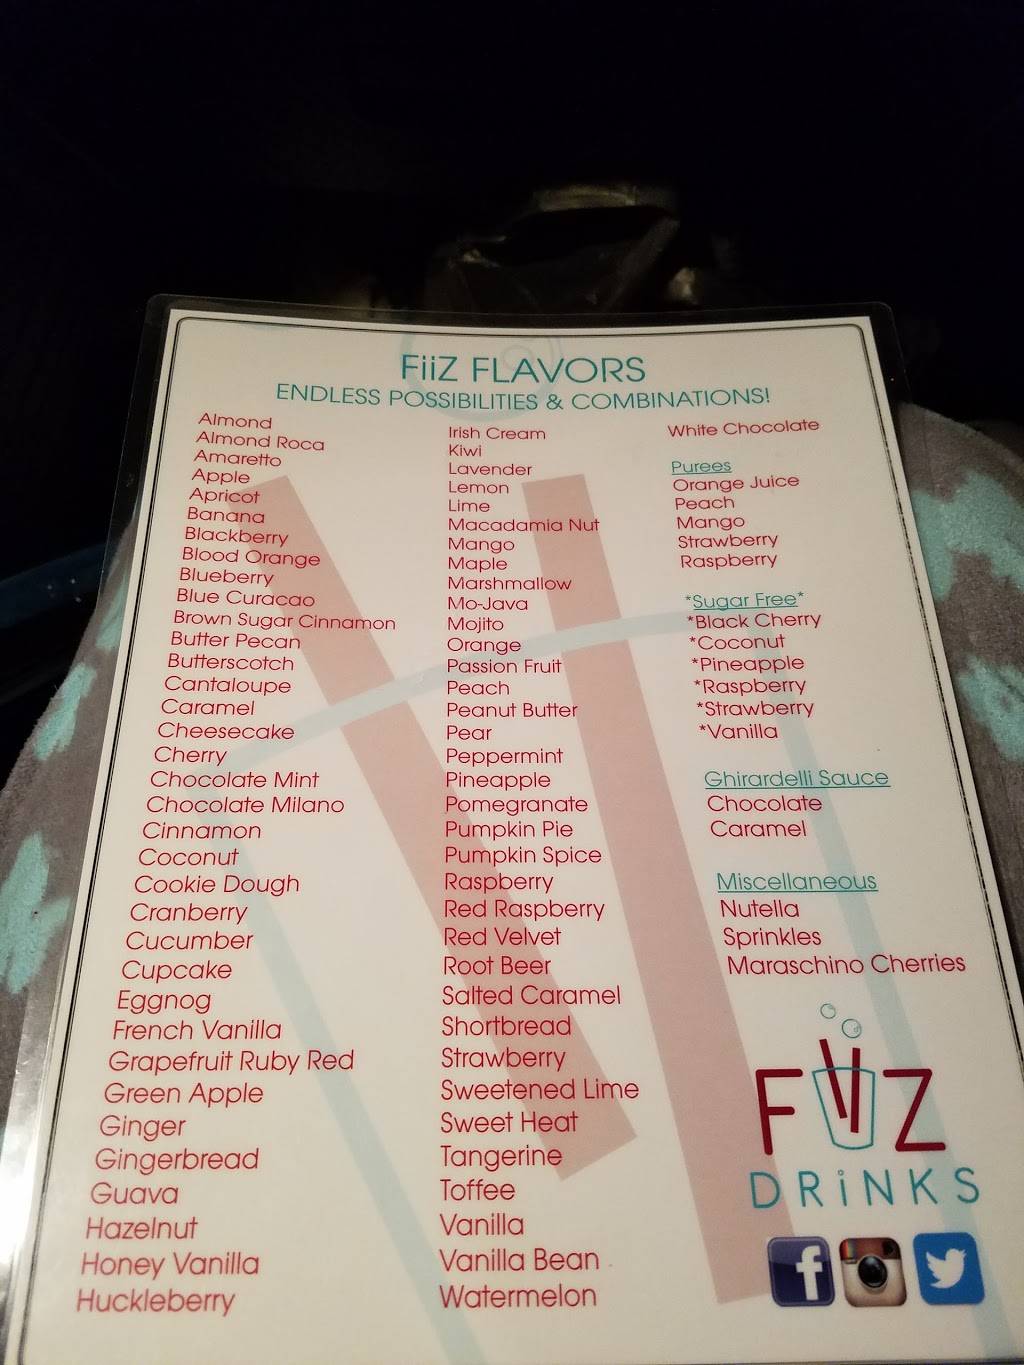 FiiZ FLAVORS
ENDLESS POSSIBILITIES & COMBINATIONS!
Almond
Almond Roca
Amaretto
Apple
Apricot
Banana
Blackberry
Blood Orange
Blueberry
Blue Curacao
Brown Sugar Cinnamon
Butter Pecan
Butterscotch
Cantaloupe
Caramel
Cheesecake
Cherry
Chocolate Mint
Chocolate Milano
Cinnamon
Coconut
Cookie Dough
Cranberry
Cucumber
Cupcake
Eggnog
French Vanilla
Grapefruit Ruby Red
Green Apple
Ginger
Gingerbread
Guava
Hazelnut
Honey Vanilla
Huckleberry
Irish Cream
Kiwi
Lavender
Lemon
Lime
Macadamia Nut
Mango
Maple
Marshmallow
Mo-Java
Mojito
Orange
Passion Fruit
Peach
Peanut Butter
Pear
Peppermint
Pineapple
Pomegranate
Pumpkin Pie
Pumpkin Spice
Raspberry
Red Raspberry
Red Velvet
Root Beer
Salted Caramel
Shortbread
Strawberry
Sweetened Lime
Sweet Heat
Tangerine
Toffee
Vanilla
Vanilla Bean
Watermelon
White Chocolate
Purees
Orange Juice
Peach
Mango
Strawberry
Raspberry
*Sugar Free*
*Black Cherry
*Coconut
*Pineapple
*Raspberry
*Strawberry
*Vanilla
Ghirardelli Sauce
Chocolate
Caramel
Miscellaneous
Nutella
Sprinkles
Maraschino Cherries
FiiZ
DRiNKS